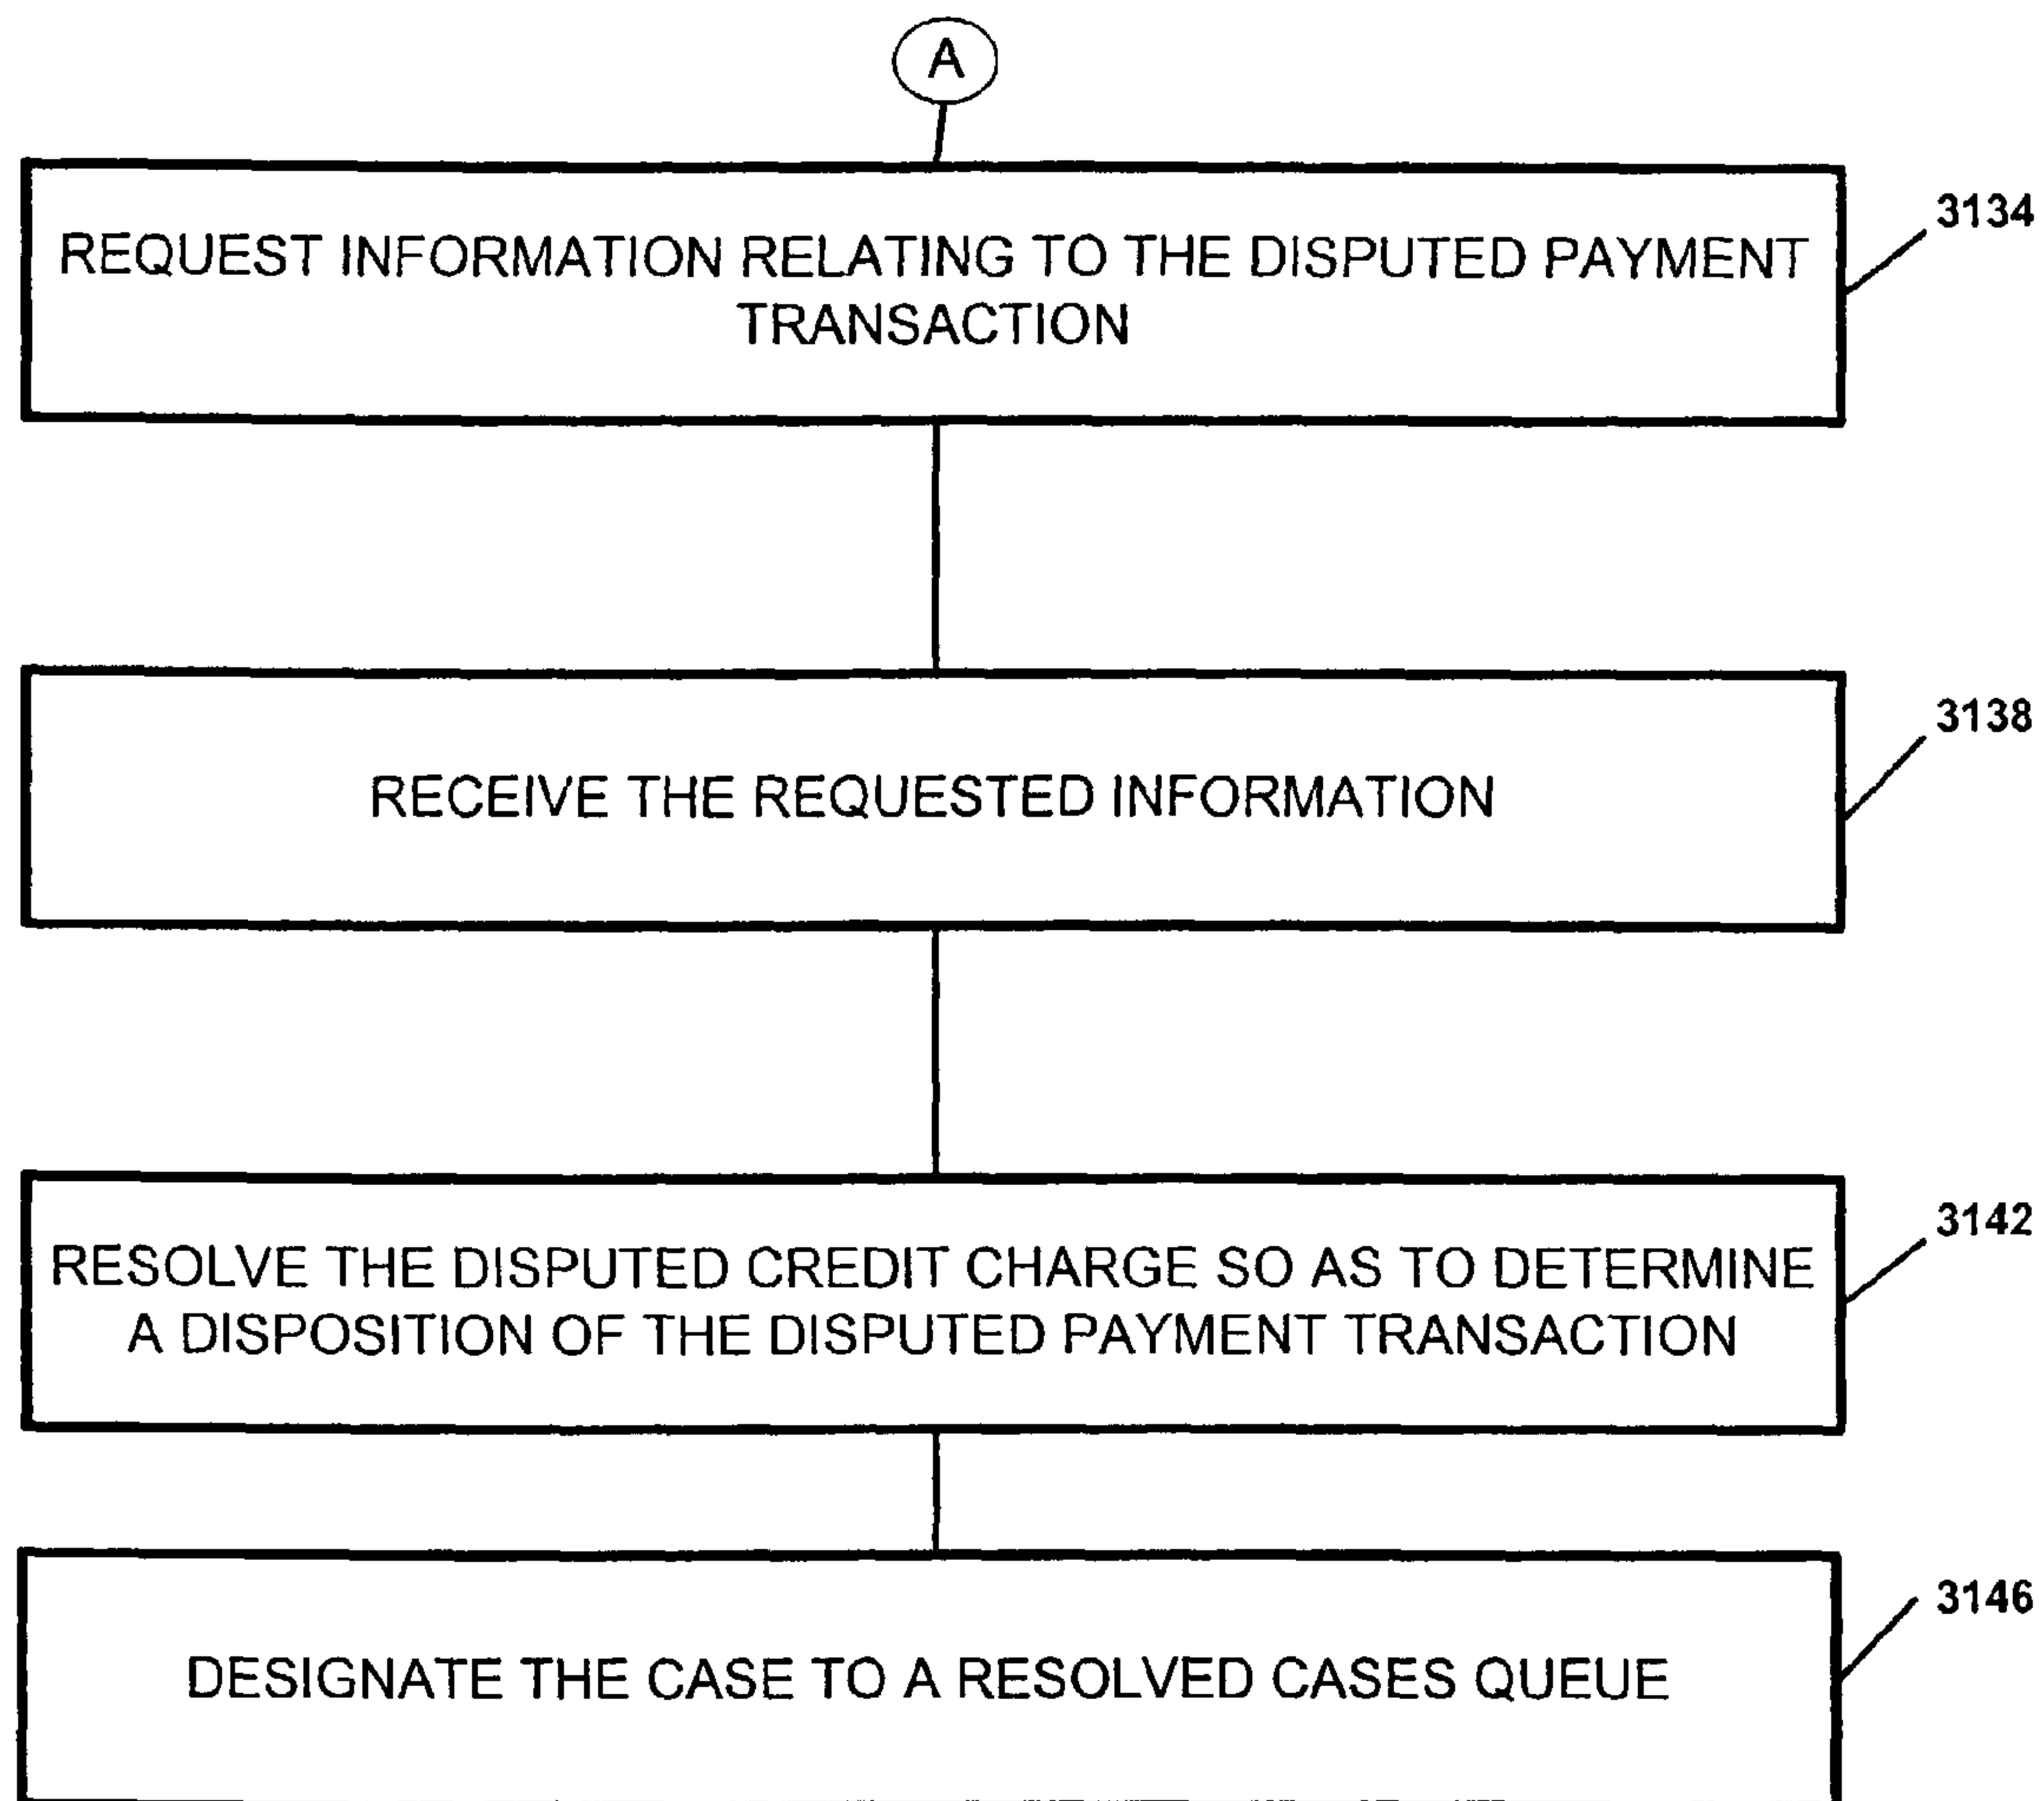 A
3134
REQUEST INFORMATION RELATING TO THE DISPUTED PAYMENT
TRANSACTION
3138
RECEIVE THE REQUESTED INFORMATION
3142
RESOLVE THE DISPUTED CREDIT CHARGE SO AS TO DETERMINE
A DISPOSITION OF THE DISPUTED PAYMENT TRANSACTION
3146
DESIGNATE THE CASE TO A RESOLVED CASES QUEUE